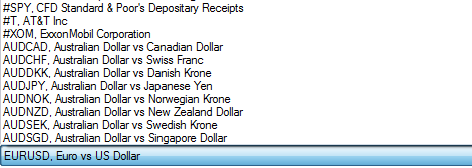 #SPY, CFD Standard & Poor's Depositary Receipts
#T, AT&T Inc
#XOM, ExxonMobil Corporation
AUDCAD, Australian Dollar vs Canadian Dollar
AUDCHF, Australian Dollar vs Swiss Franc
AUDDKK, Australian Dollar vs Danish Krone
AUDJPY, Australian Dollar vs Japanese Yen
AUDNOK, Australian Dollar vs Norwegian Krone
AUDNZD, Australian Dollar vs New Zealand Dollar
AUDSEK, Australian Dollar vs Swedish Krone
AUDSGD, Australian Dollar vs Singapore Dollar
EURUSD, Euro vs US Dollar